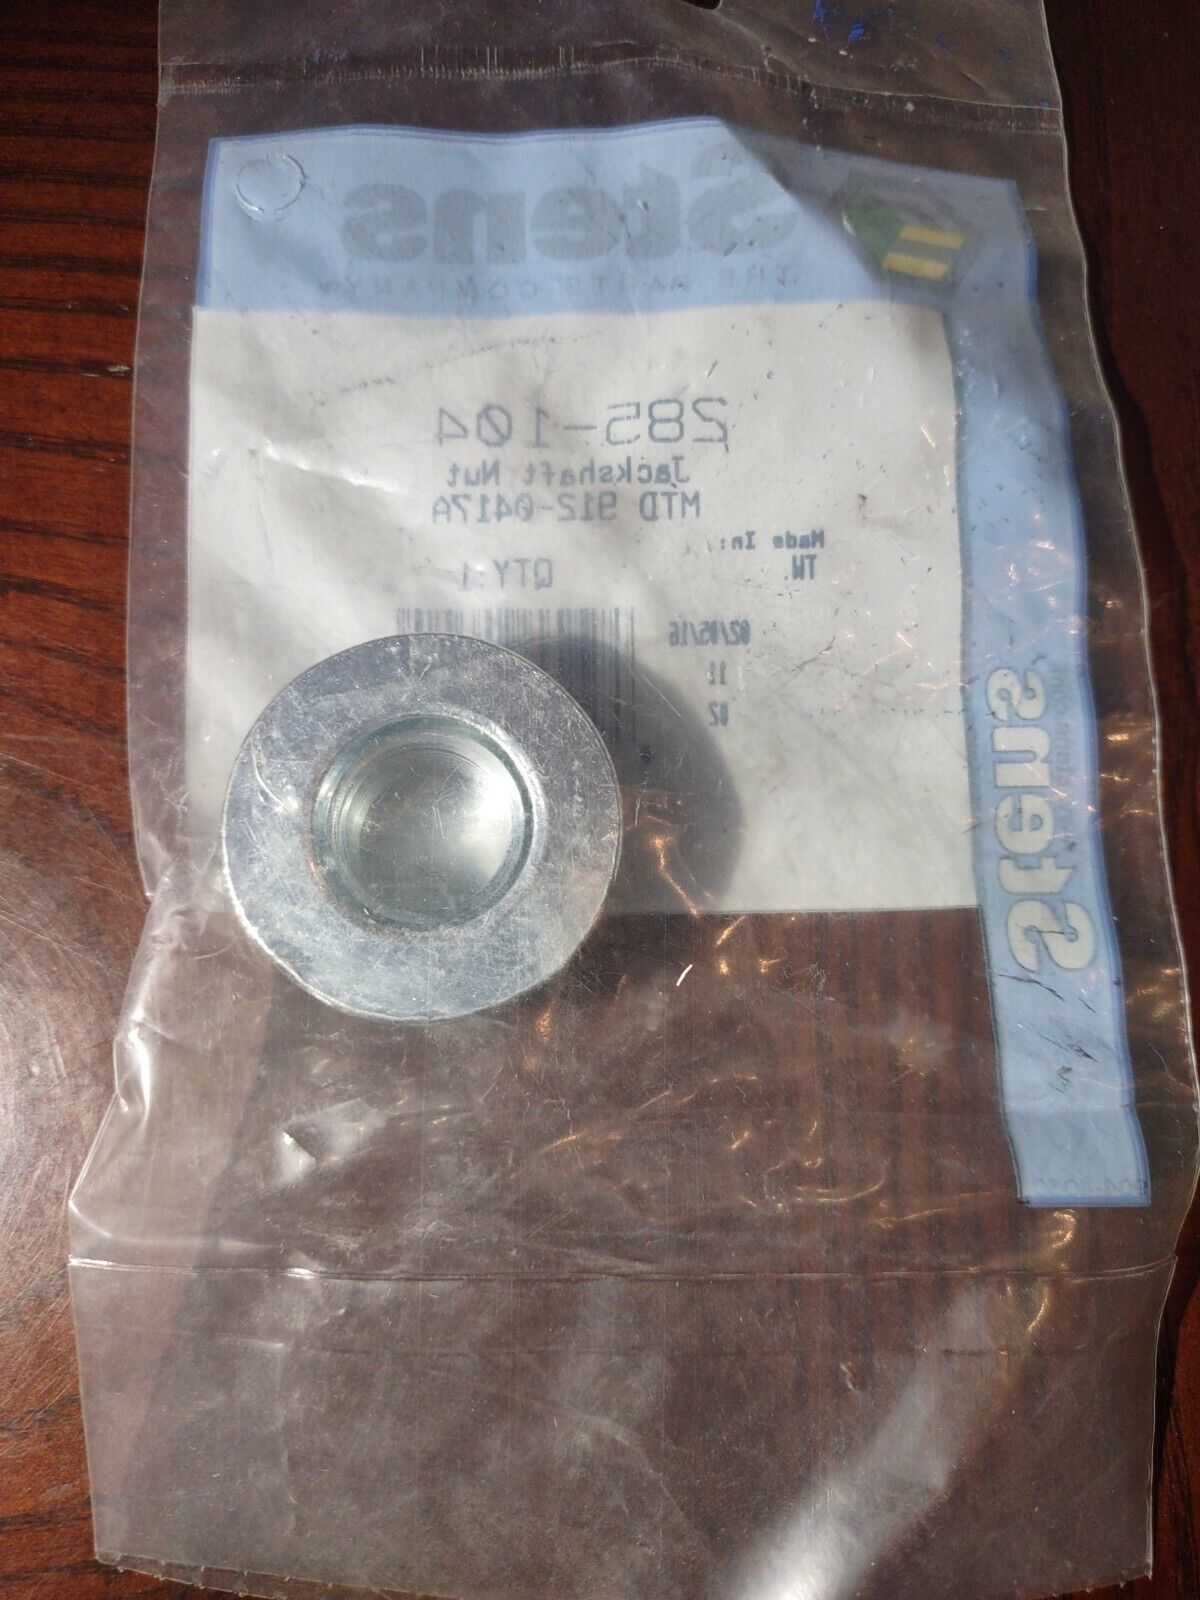 Stens
THE PARTS COMPANY®
285-104
Jackshaft Nut
MTD 912-0417A
Made In:
TW.
QTY:1
02/05/16
11
02
Stens